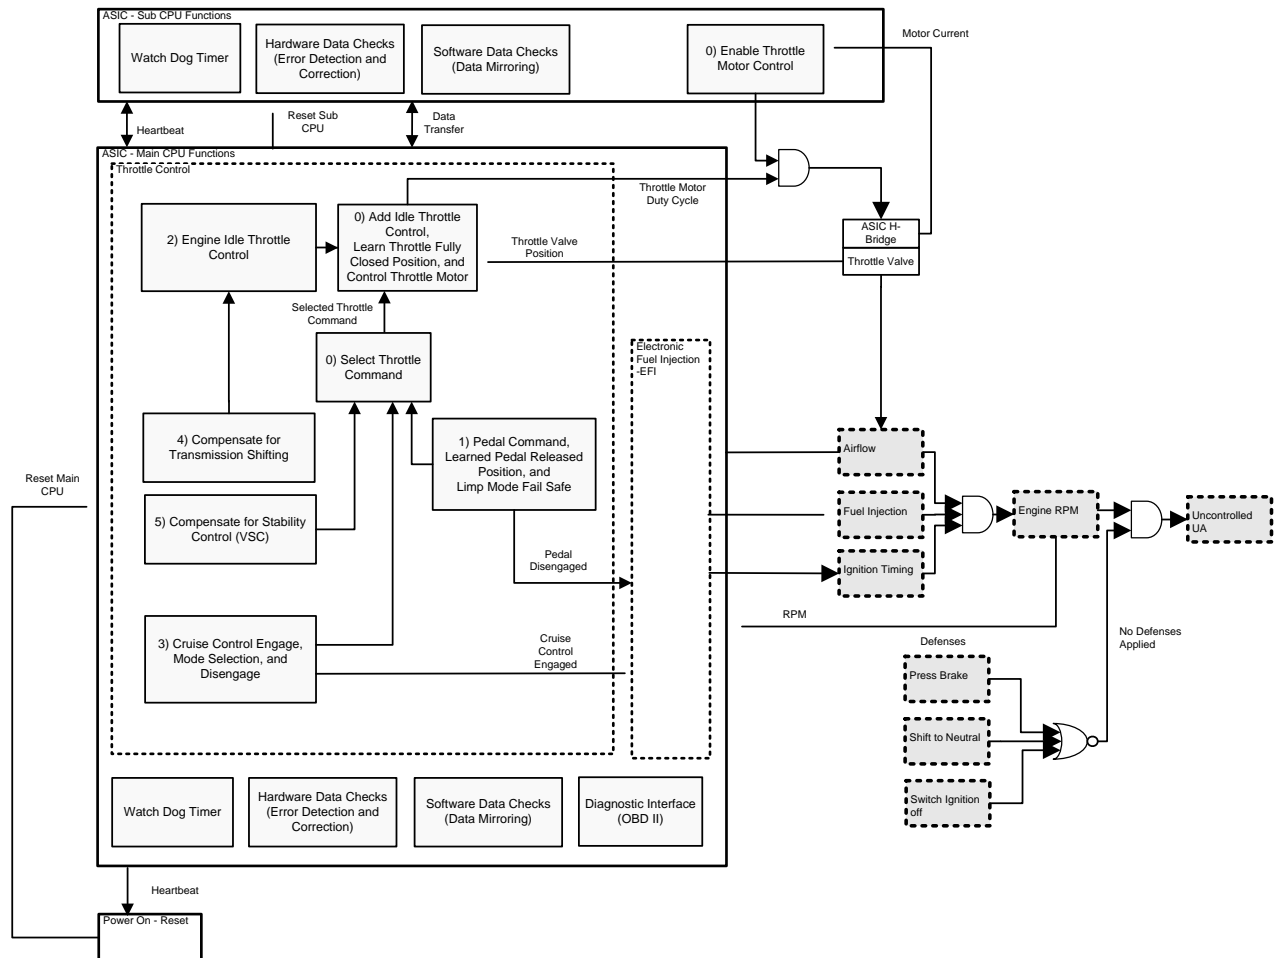 ASIC - Sub CPU Functions
Watch Dog Timer
Hardware Data Checks
(Error Detection and
Correction)
Software Data Checks
(Data Mirroring)
0) Enable Throttle
Motor Control
Motor Current
Heartbeat
Reset Sub
CPU
Data
Transfer
ASIC - Main CPU Functions
Throttle Control
2) Engine Idle Throttle
Control
0) Add Idle Throttle
Control,
Learn Throttle Fully
Closed Position, and
Control Throttle Motor
Throttle Motor
Duty Cycle
Throttle Valve
Position
ASIC H-
Bridge
Throttle Valve
Selected Throttle
Command
0) Select Throttle
Command
Electronic
Fuel Injection
-EFI
4) Compensate for
Transmission Shifting
1) Pedal Command,
Learned Pedal Released
Position, and
Limp Mode Fail Safe
5) Compensate for Stability
Control (VSC)
Pedal
Disengaged
3) Cruise Control Engage,
Mode Selection, and
Disengage
Cruise
Control
Engaged
Reset Main
CPU
Airflow
Fuel Injection
Ignition Timing
Engine RPM
Uncontrolled
UA
RPM
No Defenses
Applied
Defenses
Press Brake
Shift to Neutral
Switch Ignition
off
Watch Dog Timer
Hardware Data Checks
(Error Detection and
Correction)
Software Data Checks
(Data Mirroring)
Diagnostic Interface
(OBD II)
Heartbeat
Power On - Reset